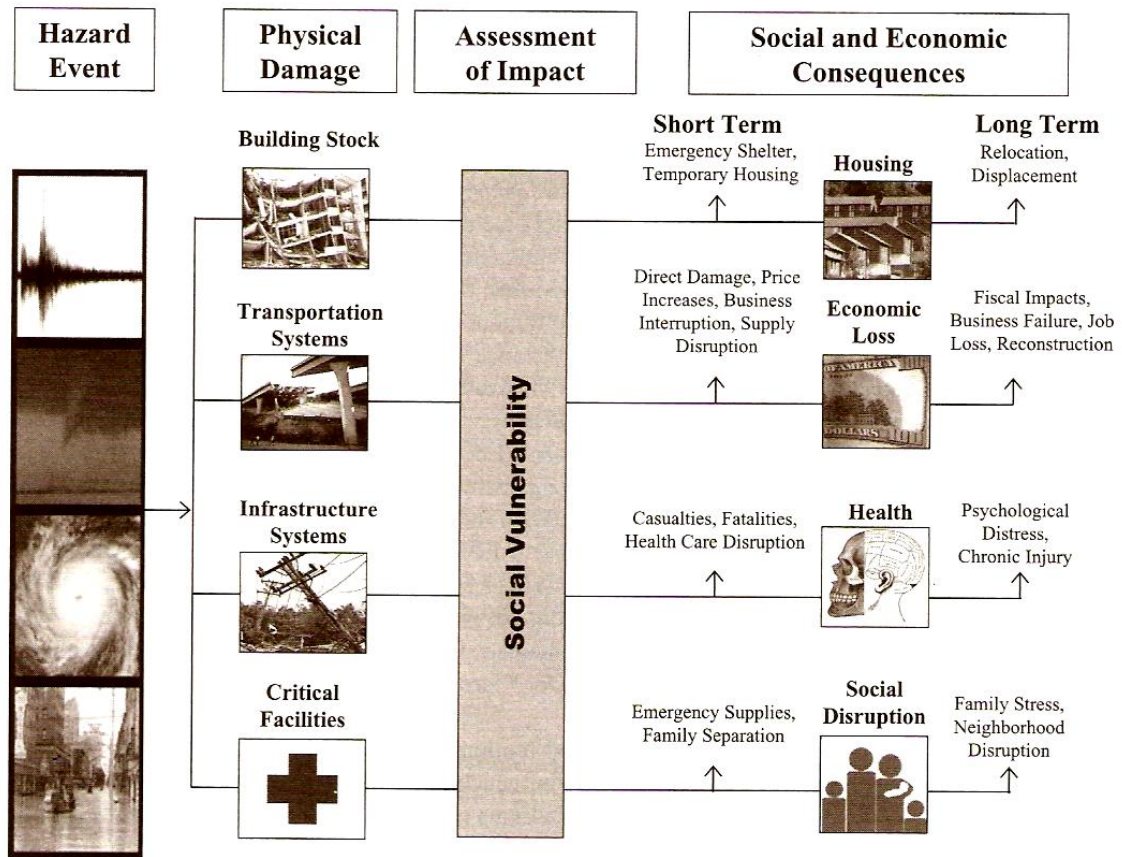 Hazard
Event
Physical
Damage
Assessment
of Impact
Social and Economic
Consequences
Building Stock
Transportation
Systems
Infrastructure
Systems
Critical
Facilities
Social Vulnerability
Short Term
Emergency Shelter,
Temporary Housing
Housing
Long Term
Relocation,
Displacement
Direct Damage, Price
Increases, Business
Interruption, Supply
Disruption
Economic
Loss
OF AMERICA
DOLLARS
Fiscal Impacts,
Business Failure, Job
Loss, Reconstruction
Casualties, Fatalities,
Health Care Disruption
Health
Psychological
Distress,
Chronic Injury
Emergency Supplies,
Family Separation
Social
Disruption
Family Stress,
Neighborhood
Disruption